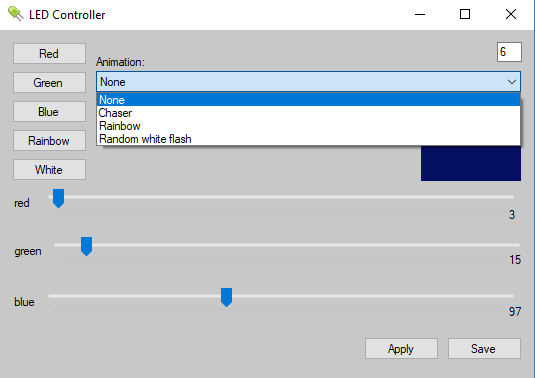 LED Controller
Red
6
Animation:
Green
None
None
Blue
Chaser
Rainbow
Rainbow
Random white flash
White
red
3
green
15
blue
97
Apply
Save